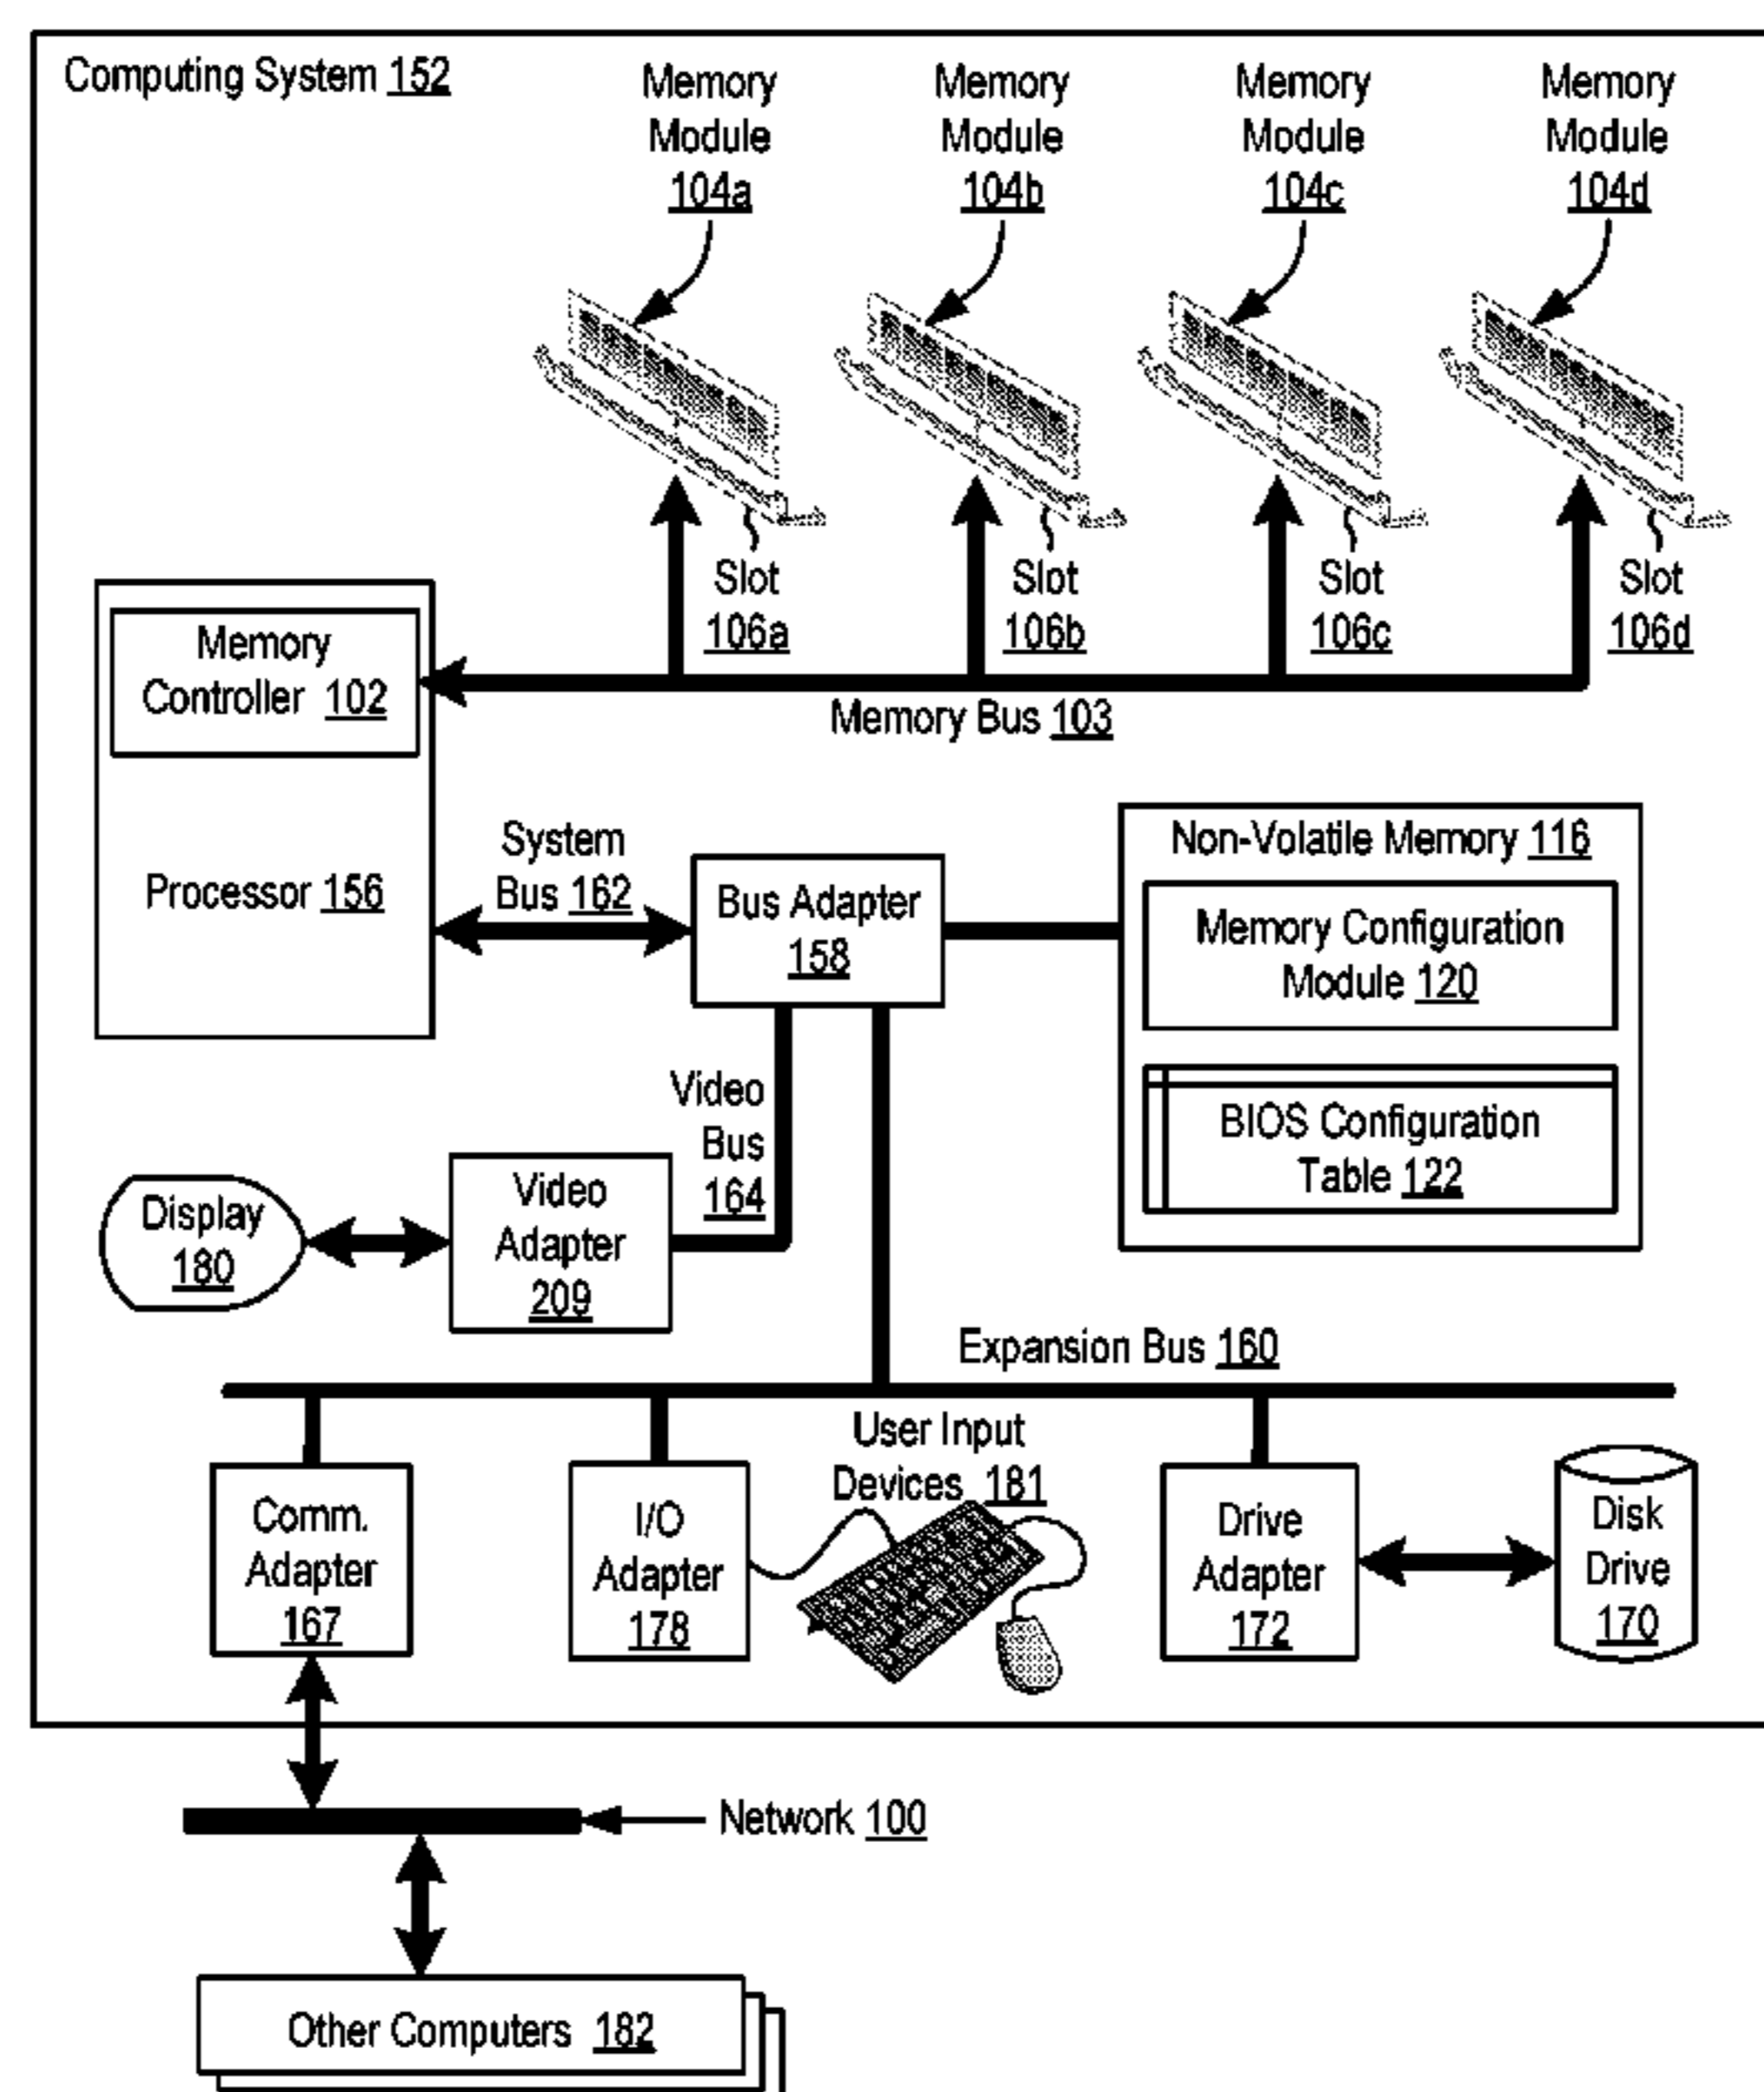 Computing System 152
Memory
Module
104a
Memory
Module
104b
Memory
Module
104c
Memory
Module
104d
Slot
106a
Slot
106b
Slot
106c
Slot
106d
Memory
Controller 102
Memory Bus 103
Processor 156
System
Bus 162
Bus Adapter
158
Non-Volatile Memory 116
Memory Configuration
Module 120
BIOS Configuration
Table 122
Video
Bus
164
Display
180
Video
Adapter
209
Expansion Bus 160
Comm.
Adapter
167
I/O
Adapter
178
User Input
Devices 181
Drive
Adapter
172
Disk
Drive
170
Network 100
Other Computers 182